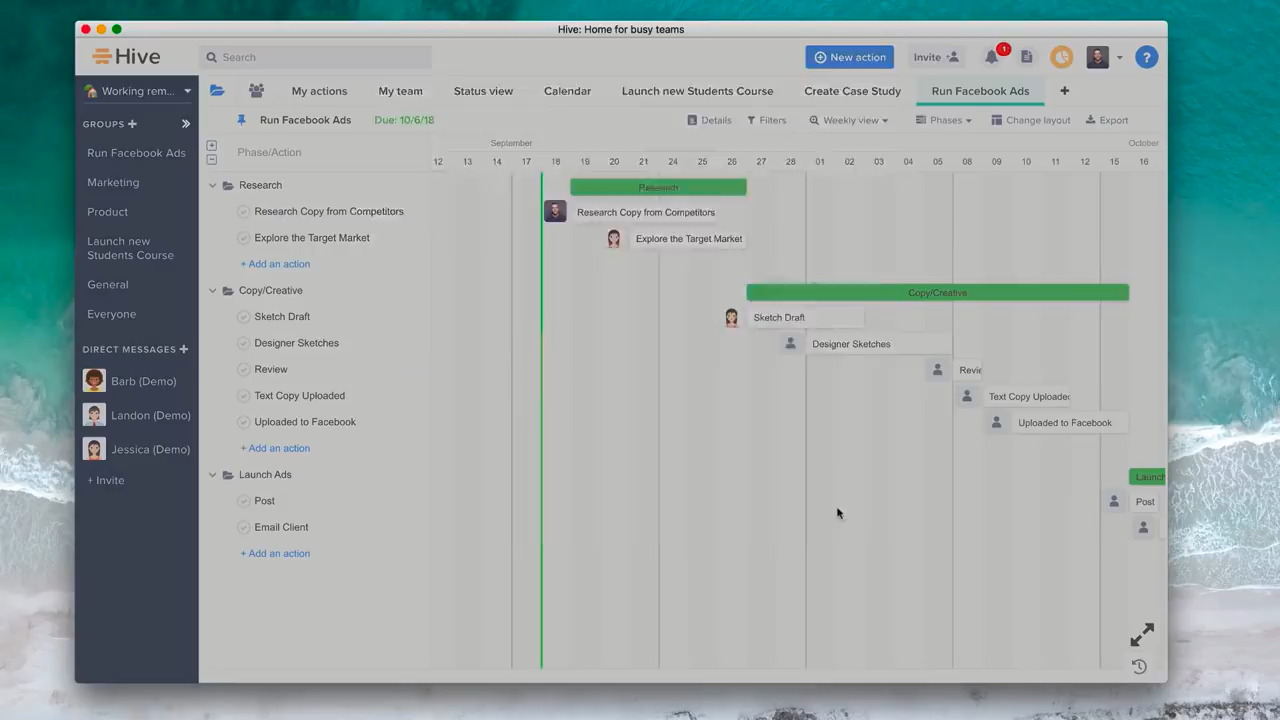 Hive: Home for busy teams
Hive
Search
New action
Invite
1
?
Working rem...
My actions
My team
Status view
Calendar
Launch new Students Course
Create Case Study
Run Facebook Ads
+
GROUPS +
Run Facebook Ads
Due: 10/6/18
Details
Filters
Weekly view
Phases
Change layout
Export
Run Facebook Ads
Marketing
Product
Launch new
Students Course
General
Everyone
DIRECT MESSAGES +
Barb (Demo)
Landon (Demo)
Jessica (Demo)
+ Invite
Phase/Action
September
October
12 13 14 17 18 19 20 21 24 25 26 27 28 01 02 03 04 05 08 09 10 11 12 15 16
Research
Research
Research Copy from Competitors
Research Copy from Competitors
Explore the Target Market
Explore the Target Market
+ Add an action
Copy/Creative
Copy/Creative
Sketch Draft
Sketch Draft
Designer Sketches
Designer Sketches
Review
Revie
Text Copy Uploaded
Text Copy Uploaded
Uploaded to Facebook
Uploaded to Facebook
+ Add an action
Launch Ads
Launch
Post
Post
Email Client
+ Add an action